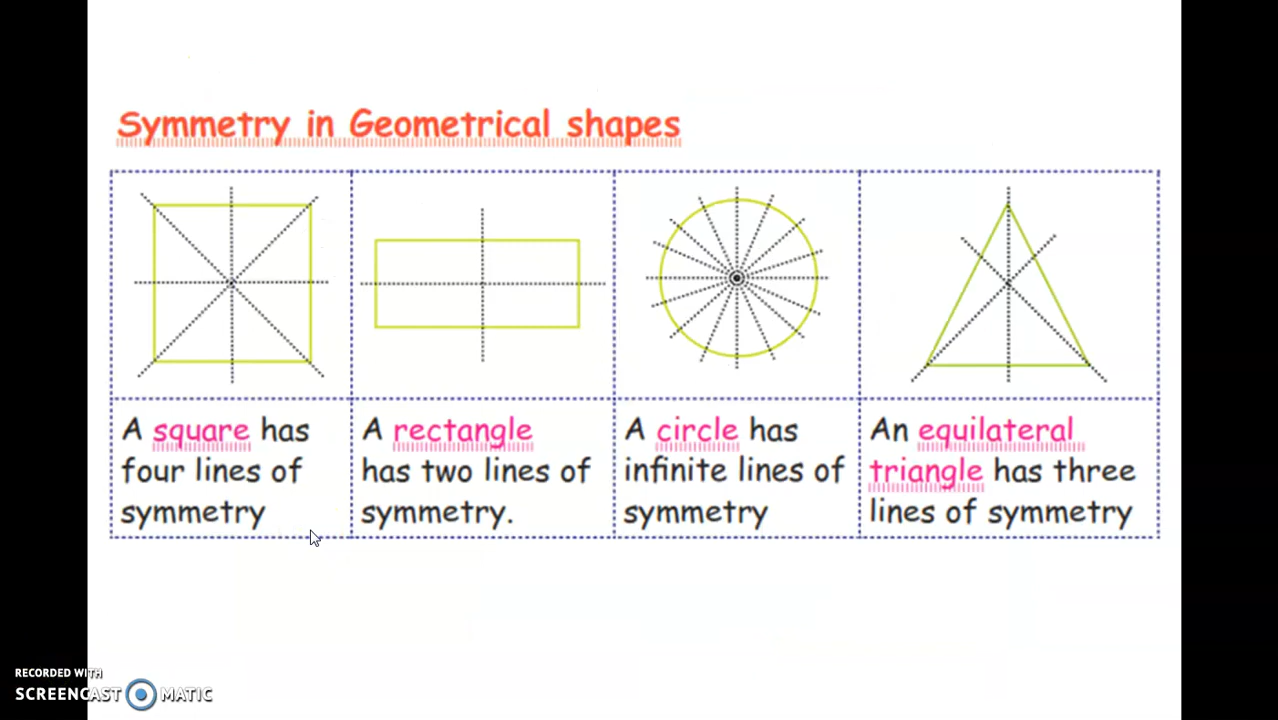 Symmetry in Geometrical shapes
A square has
four lines of
symmetry
A rectangle
has two lines of
symmetry.
A circle has
infinite lines of
symmetry
An equilateral
triangle has three
lines of symmetry
RECORDED WITH
SCREENCAST MATIC